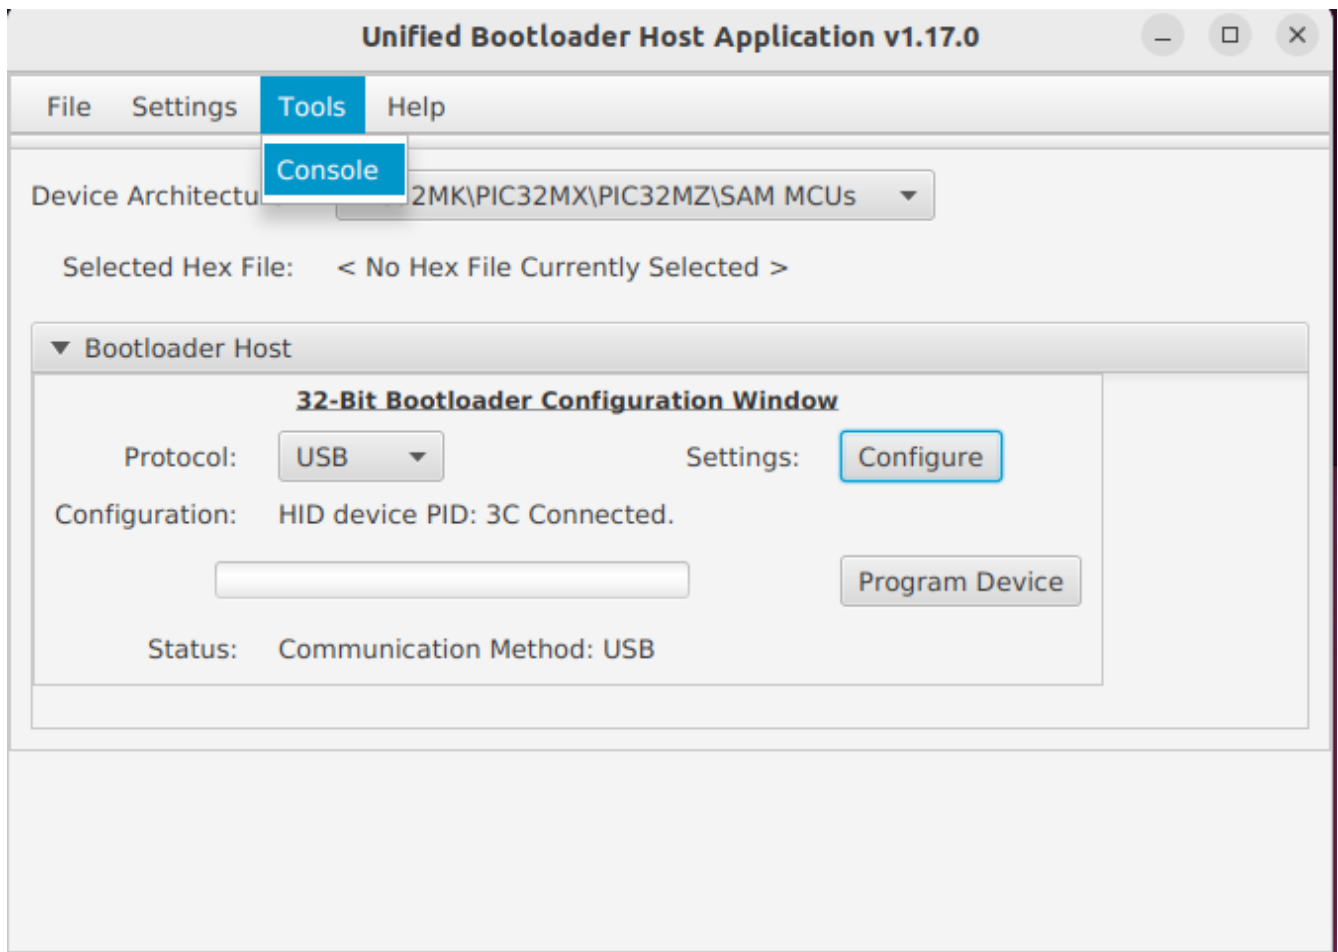 Unified Bootloader Host Application v1.17.0
File Settings Tools Help
Console
Device Architectu 2MK\PIC32MX\PIC32MZ\SAM MCUs
Selected Hex File: < No Hex File Currently Selected >
Bootloader Host
32-Bit Bootloader Configuration Window
Protocol: USB Settings: Configure
Configuration: HID device PID: 3C Connected.
Program Device
Status: Communication Method: USB